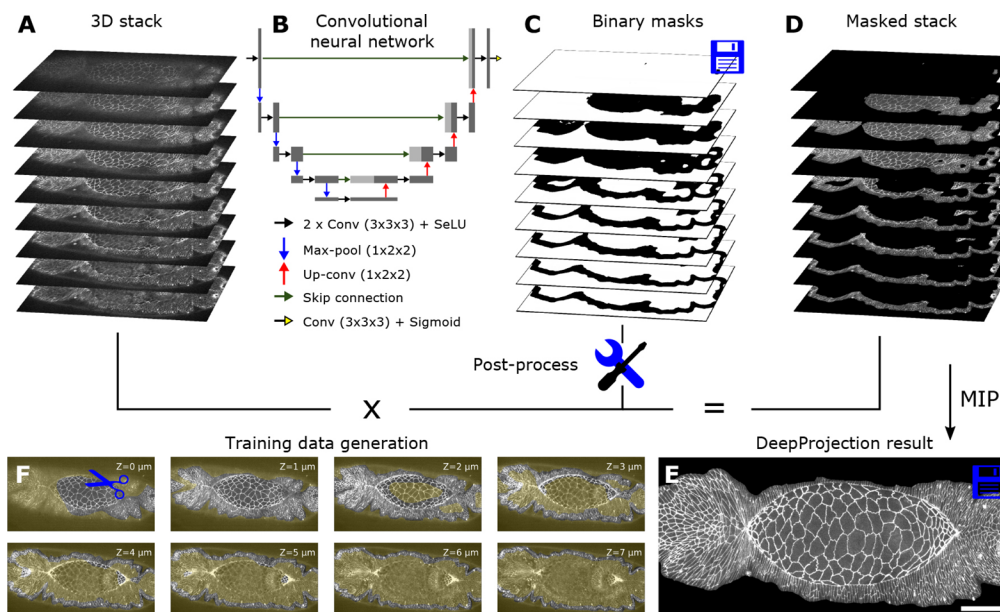 A
3D stack
B
Convolutional
neural network
C
Binary masks
D
Masked stack
2 x Conv (3x3x3) + SeLU
Max-pool (1x2x2)
Up-conv (1x2x2)
Skip connection
Conv (3x3x3) + Sigmoid
Post-process
x
=
MIP
Training data generation
DeepProjection result
F
Z=0 µm
Z=1 µm
Z=2 µm
Z=3 µm
E
Z=4 µm
Z=5 µm
Z=6 µm
Z=7 µm